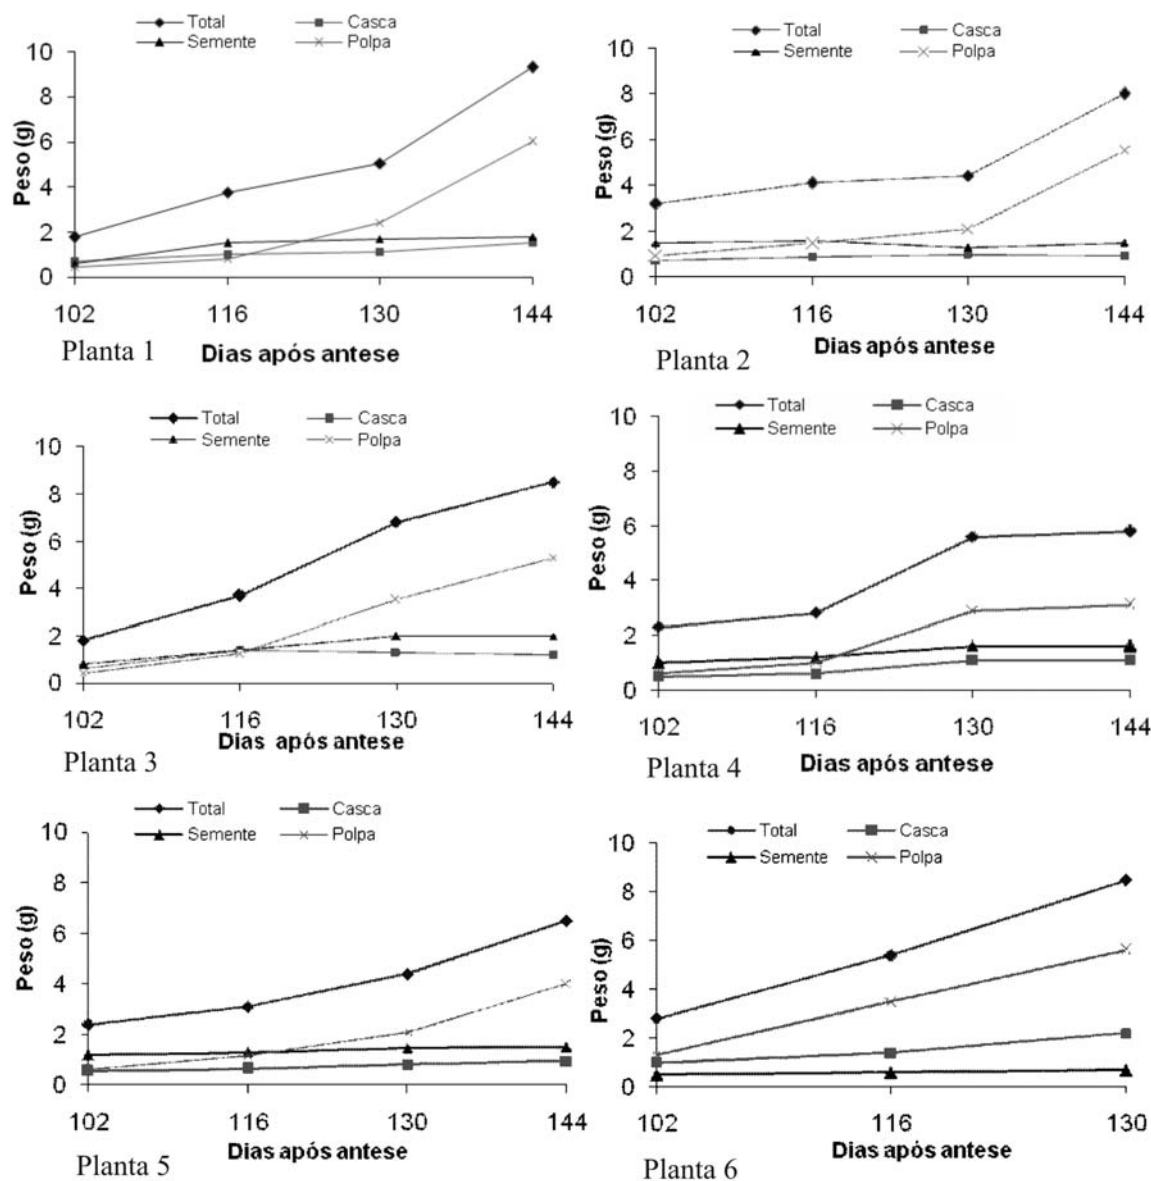 Total Casca
Semente Polpa
Peso (g)
10
8
6
4
2
0
102 116 130 144
Planta 1 Dias após antese
Total Casca
Semente Polpa
Peso (g)
10
8
6
4
2
0
102 116 130 144
Planta 2 Dias após antese
Total Casca
Semente Polpa
Peso (g)
10
8
6
4
2
0
102 116 130 144
Planta 3 Dias após antese
Total Casca
Semente Polpa
Peso (g)
10
8
6
4
2
0
102 116 130 144
Planta 4 Dias após antese
Total Casca
Semente Polpa
Peso (g)
10
8
6
4
2
0
102 116 130 144
Planta 5 Dias após antese
Total Casca
Semente Polpa
Peso (g)
10
8
6
4
2
0
102 116 130
Planta 6 Dias após antese